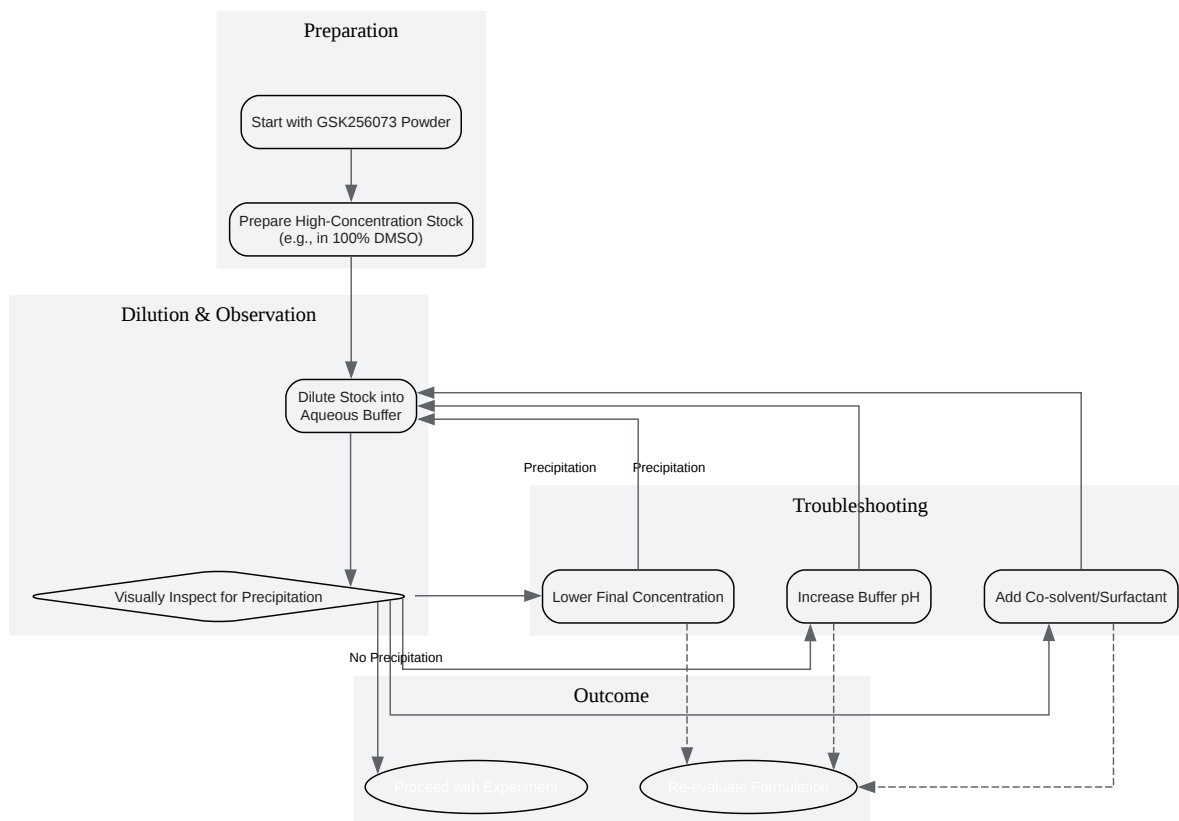 Preparation
Start with GSK256073 Powder
Prepare High-Concentration Stock
(e.g., in 100% DMSO)
Dilution & Observation
Dilute Stock into
Aqueous Buffer
Precipitation
Precipitation
Troubleshooting
Visually Inspect for Precipitation
Lower Final Concentration
Increase Buffer pH
Add Co-solvent/Surfactant
No Precipitation
Outcome
Proceed with Experiment
Re-evaluate Formulation